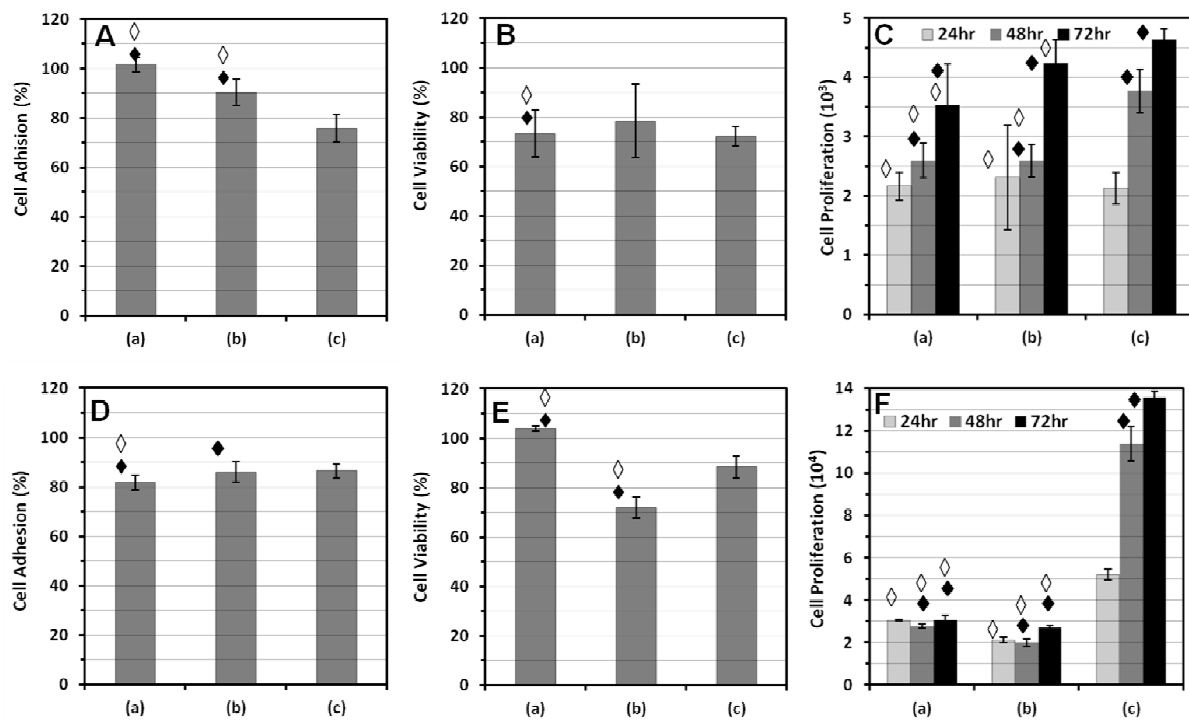 A
Cell Adhision (%)
120
100
80
60
40
20
0
(a) (b) (c)
B
Cell Viability (%)
120
100
80
60
40
20
0
(a) (b) (c)
C
24hr 48hr 72hr
Cell Proliferation (10³)
5
4
3
2
1
0
(a) (b) (c)
D
Cell Adhesion (%)
120
100
80
60
40
20
0
(a) (b) (c)
E
Cell Viability (%)
120
100
80
60
40
20
0
(a) (b) (c)
F
24hr 48hr 72hr
Cell Proliferation (10⁴)
14
12
10
8
6
4
2
0
(a) (b) (c)